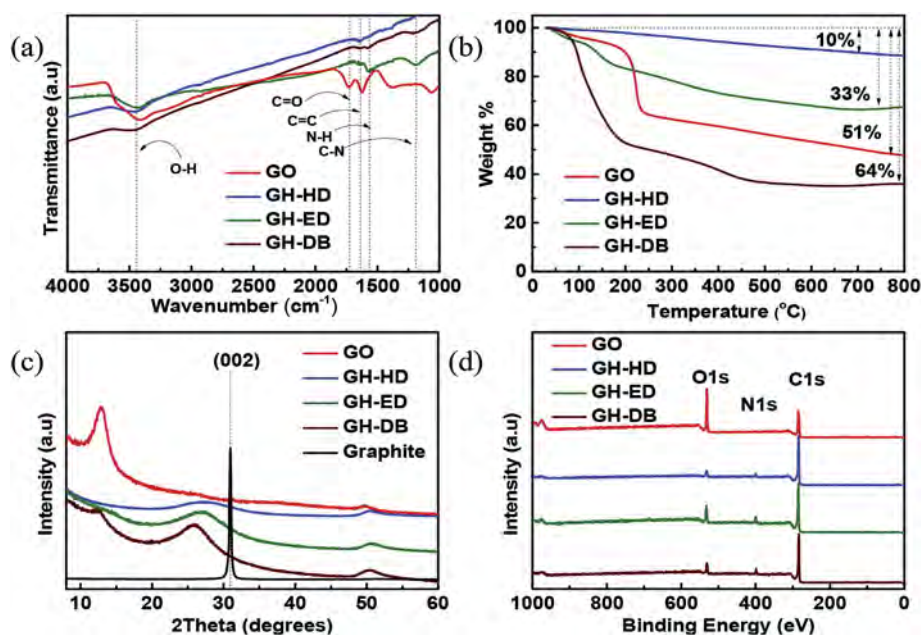 (a)
Transmittance (a.u)
C=O
C=C
N-H
C-N
O-H
GO
GH-HD
GH-ED
GH-DB
4000 3500 3000 2500 2000 1500 1000
Wavenumber (cm-1)
(b)
Weight %
100
80
60
40
20
0
10%
33%
51%
64%
GO
GH-HD
GH-ED
GH-DB
0 100 200 300 400 500 600 700 800
Temperature (oC)
(c)
Intensity (a.u)
(002)
GO
GH-HD
GH-ED
GH-DB
Graphite
10 20 30 40 50 60
2Theta (degrees)
(d)
Intensity (a.u)
GO
GH-HD
GH-ED
GH-DB
O1s
N1s
C1s
1000 800 600 400 200 0
Binding Energy (eV)